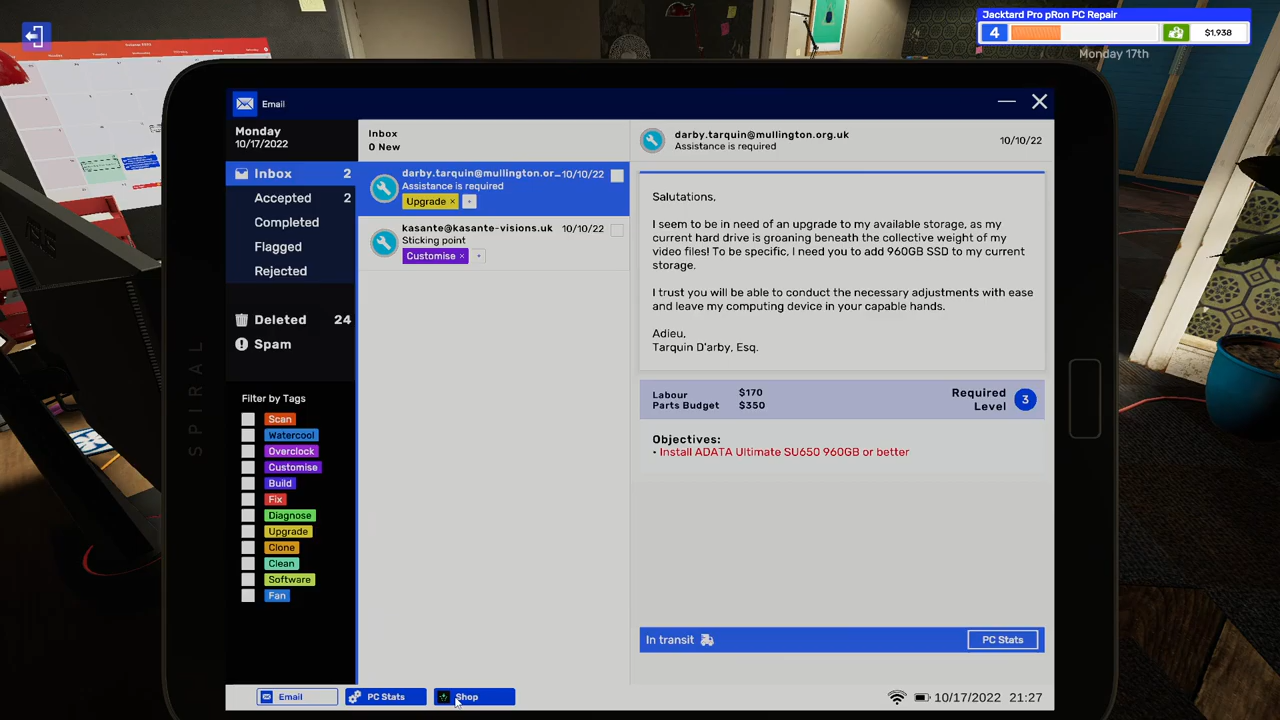 Jacktard Pro pRon PC Repair
4 $1,938
Monday 17th
Email
Monday
10/17/2022
Inbox 2
Accepted 2
Completed
Flagged
Rejected
Deleted 24
Spam
Filter by Tags
Scan
Watercool
Overclock
Customise
Build
Fix
Diagnose
Upgrade
Clone
Clean
Software
Fan
Inbox
0 New
darby.tarquin@mullington.or... 10/10/22
Assistance is required
Upgrade × +
kasante@kasante-visions.uk 10/10/22
Sticking point
Customise × +
darby.tarquin@mullington.org.uk
Assistance is required
10/10/22
Salutations,
I seem to be in need of an upgrade to my available storage, as my
current hard drive is groaning beneath the collective weight of my
video files! To be specific, I need you to add 960GB SSD to my current
storage.
I trust you will be able to conduct the necessary adjustments with ease
and leave my computing device in your capable hands.
Adieu,
Tarquin D'arby, Esq.
Labour $170
Parts Budget $350
Required
Level 3
Objectives:
• Install ADATA Ultimate SU650 960GB or better
In transit
PC Stats
SPIRAL
Email
PC Stats
Shop
10/17/2022 21:27